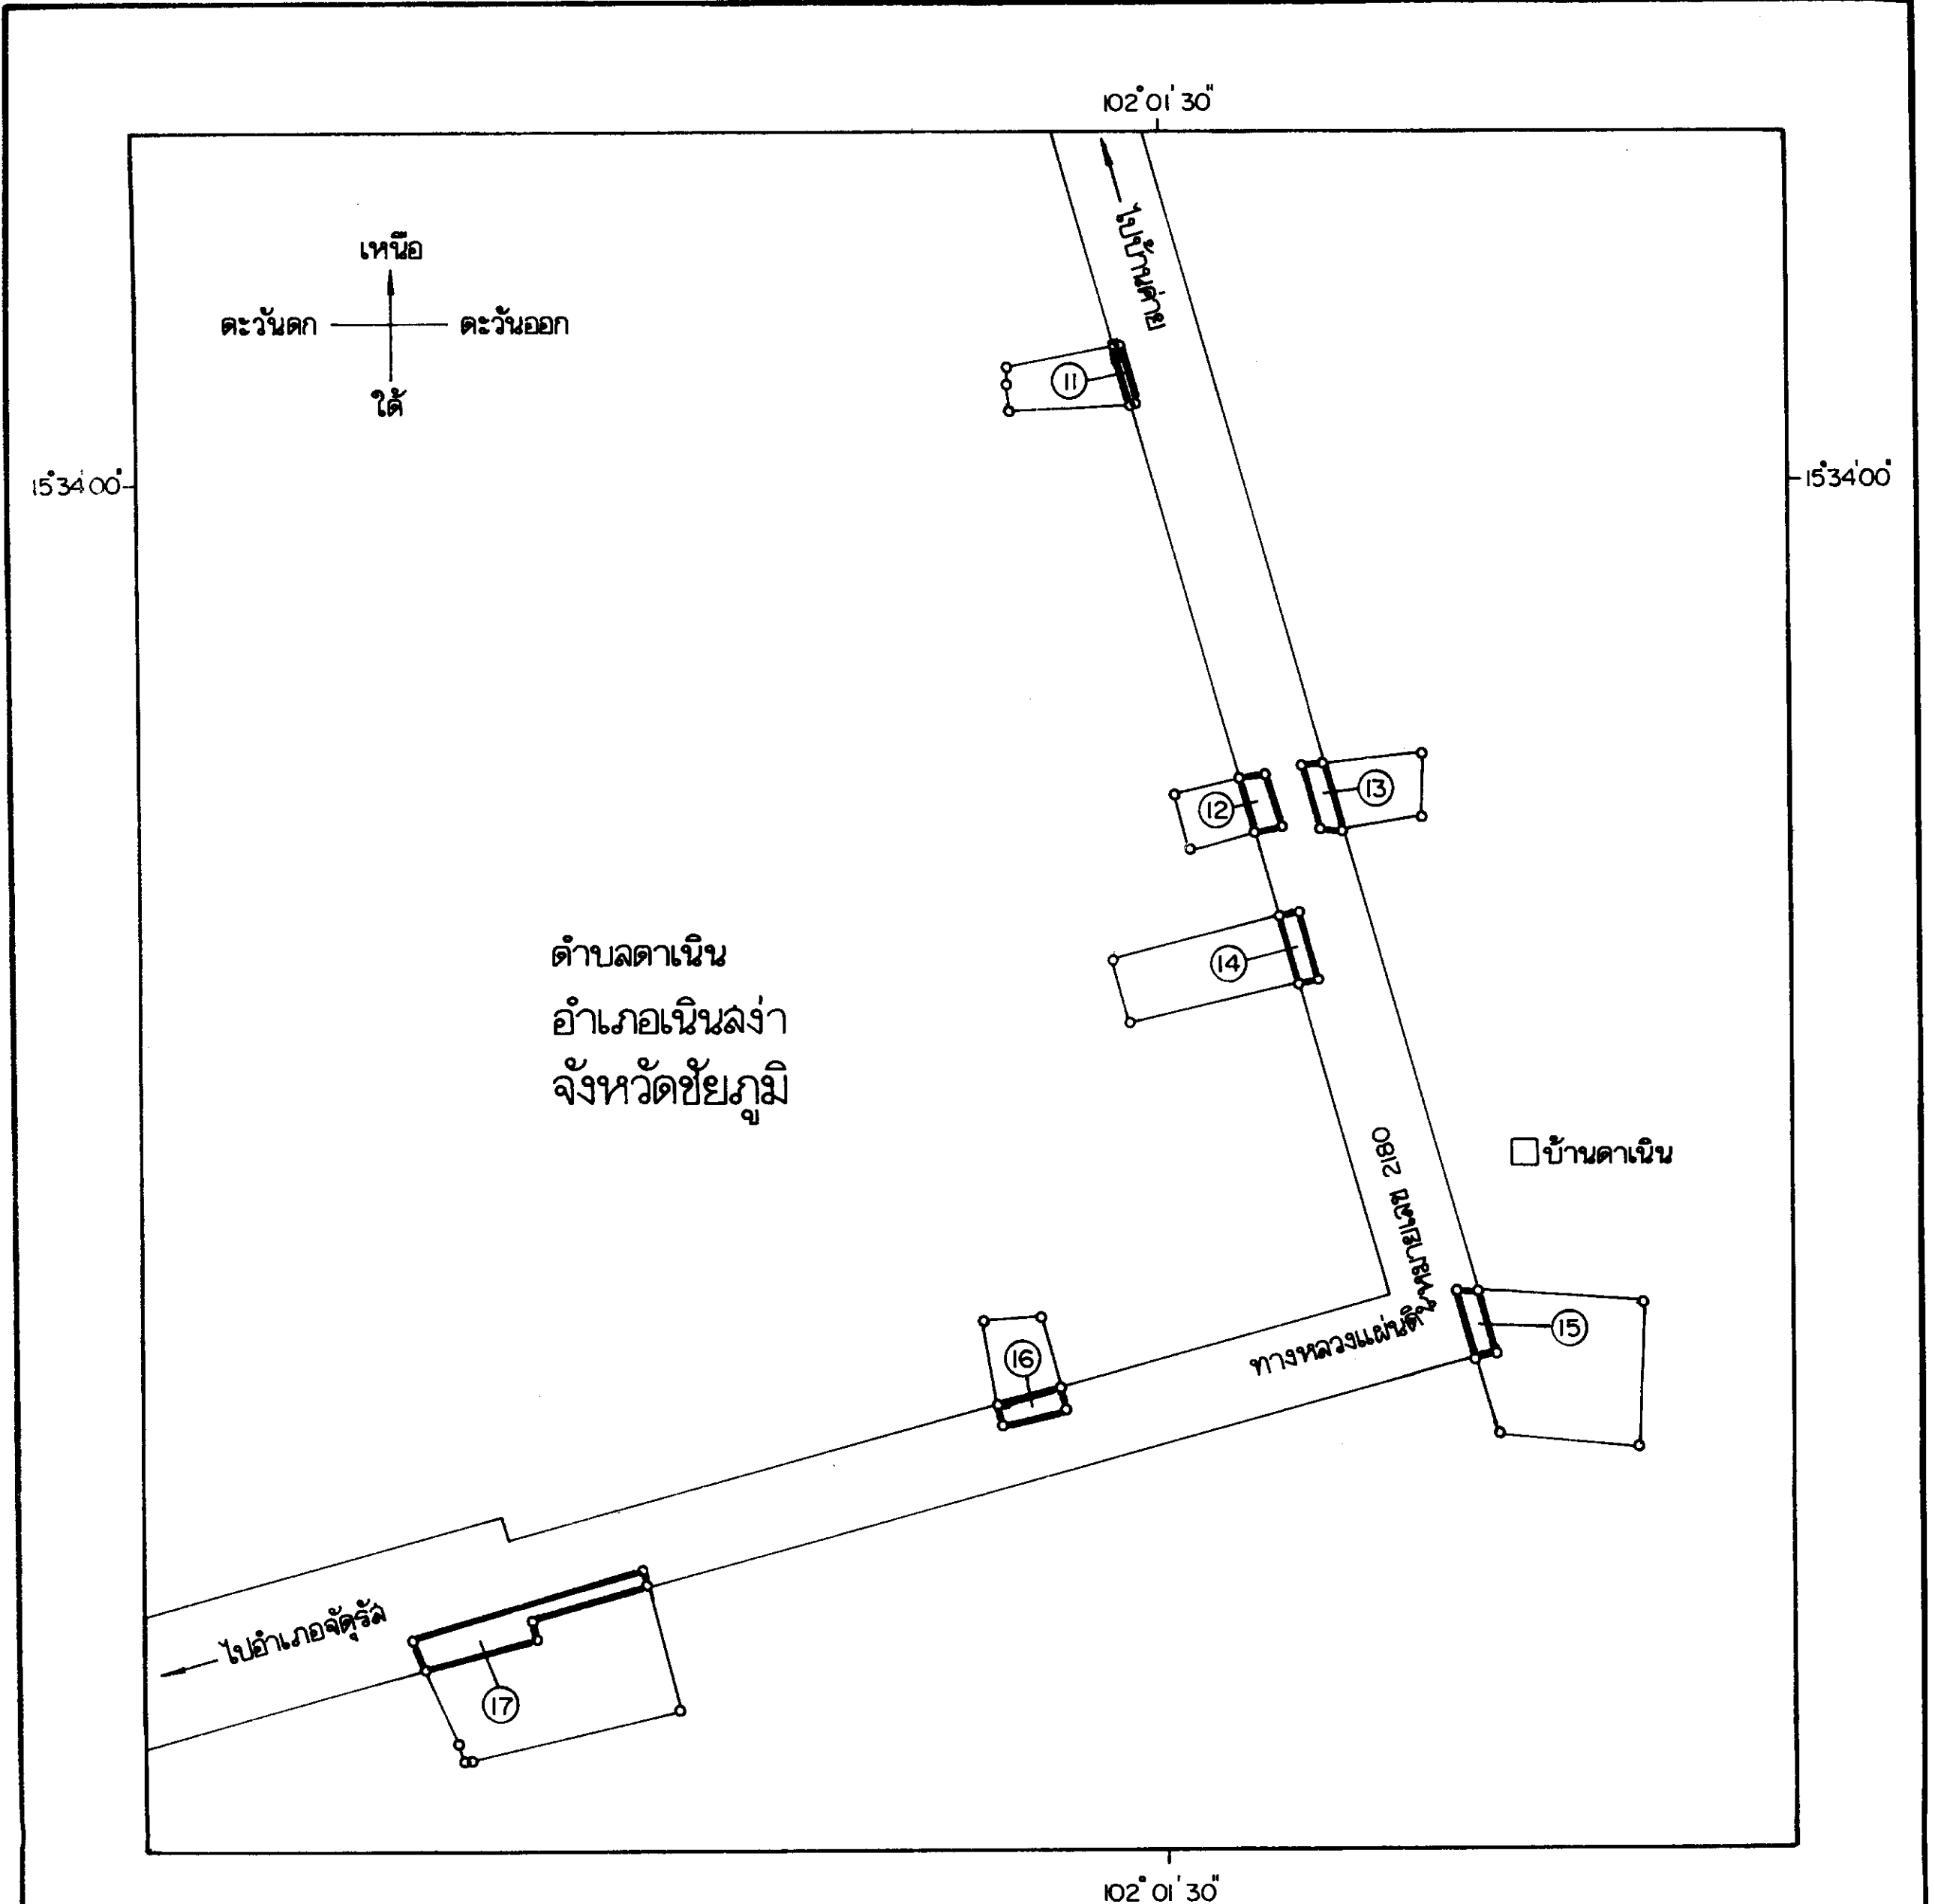 102°01'30"
เหนือ
ตะวันตก
ตะวันออก
ใต้
ไปบ้านค่าย
11
15°34'00"
15°34'00"
12
13
ตำบลตาเนิน
อำเภอเนินสง่า
จังหวัดชัยภูมิ
14
บ้านตาเนิน
ทางหลวงแผ่นดินหมายเลข 2180
15
16
ไปอำเภอจัตุรัส
17
102°01'30"